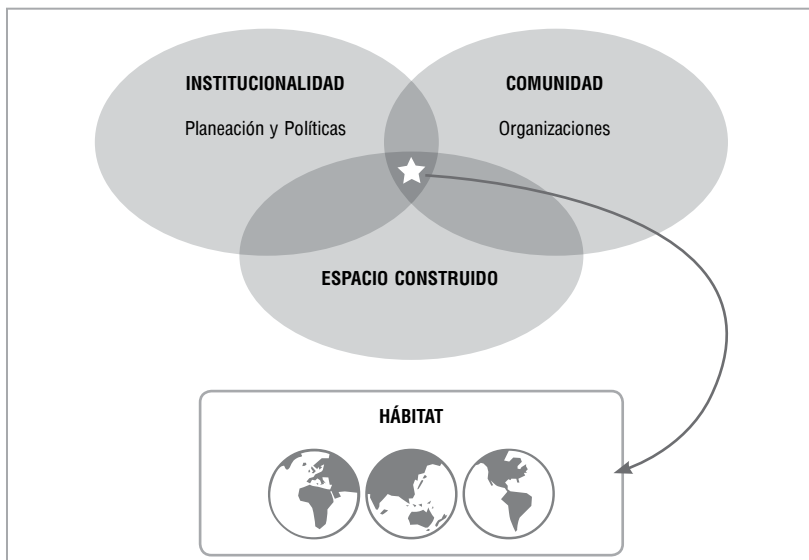 INSTITUCIONALIDAD
Planeación y Políticas
COMUNIDAD
Organizaciones
ESPACIO CONSTRUIDO
HÁBITAT